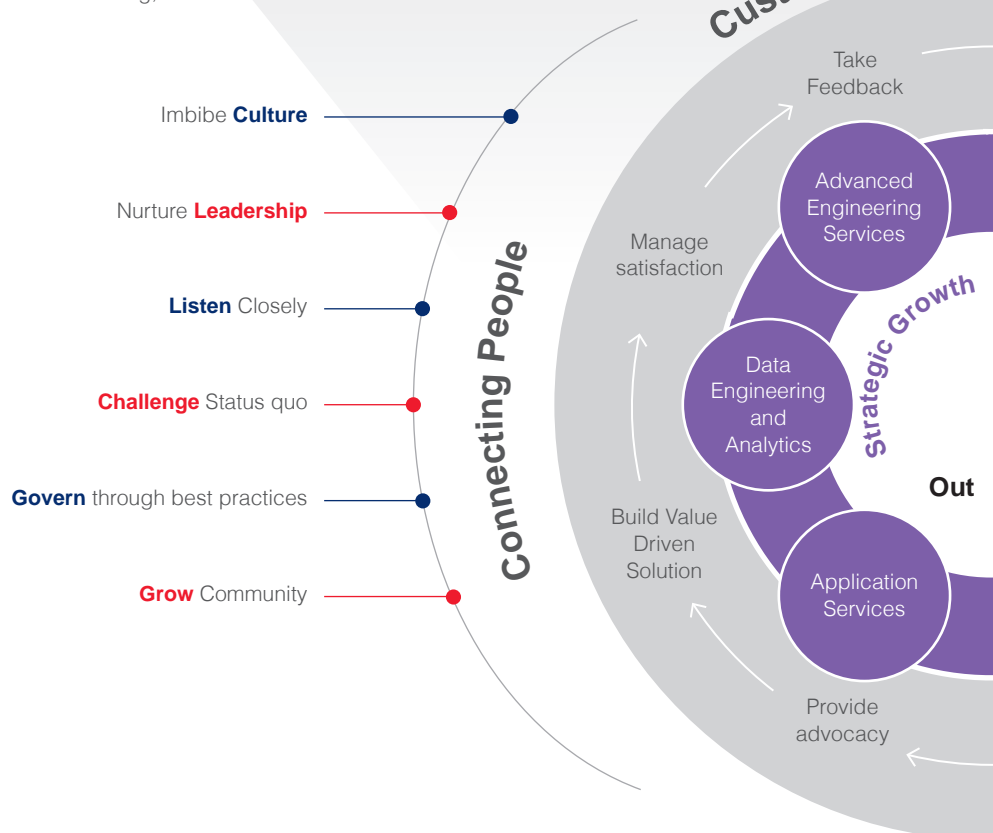 Imbibe Culture
Nurture Leadership
Listen Closely
Challenge Status quo
Govern through best practices
Grow Community
Connecting People
Take
Feedback
Manage
satisfaction
Build Value
Driven
Solution
Provide
advocacy
Advanced
Engineering
Services
Data
Engineering
and
Analytics
Application
Services
Strategic Growth
Out